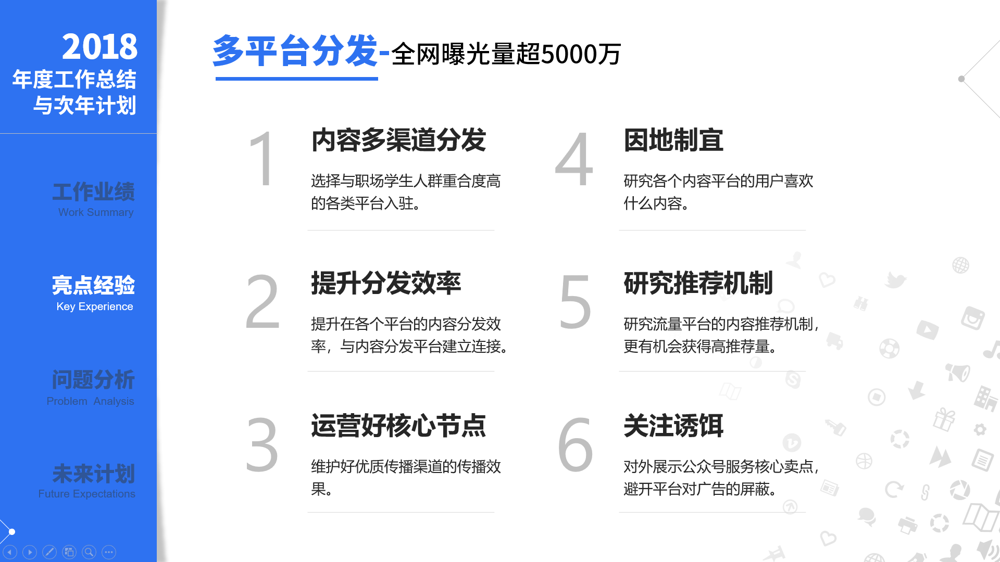 2018
年度工作总结
与次年计划
工作业绩
Work Summary
亮点经验
Key Experience
问题分析
Problem Analysis
未来计划
Future Expectations
多平台分发-全网曝光量超5000万
1
内容多渠道分发
选择与职场学生人群重合度高
的各类平台入驻。
2
提升分发效率
提升在各个平台的内容分发效
率，与内容分发平台建立连接。
3
运营好核心节点
维护好优质传播渠道的传播效
果。
4
因地制宜
研究各个内容平台的用户喜欢
什么内容。
5
研究推荐机制
研究流量平台的内容推荐机制，
更有机会获得高推荐量。
6
关注诱饵
对外展示公众号服务核心卖点，
避开平台对广告的屏蔽。